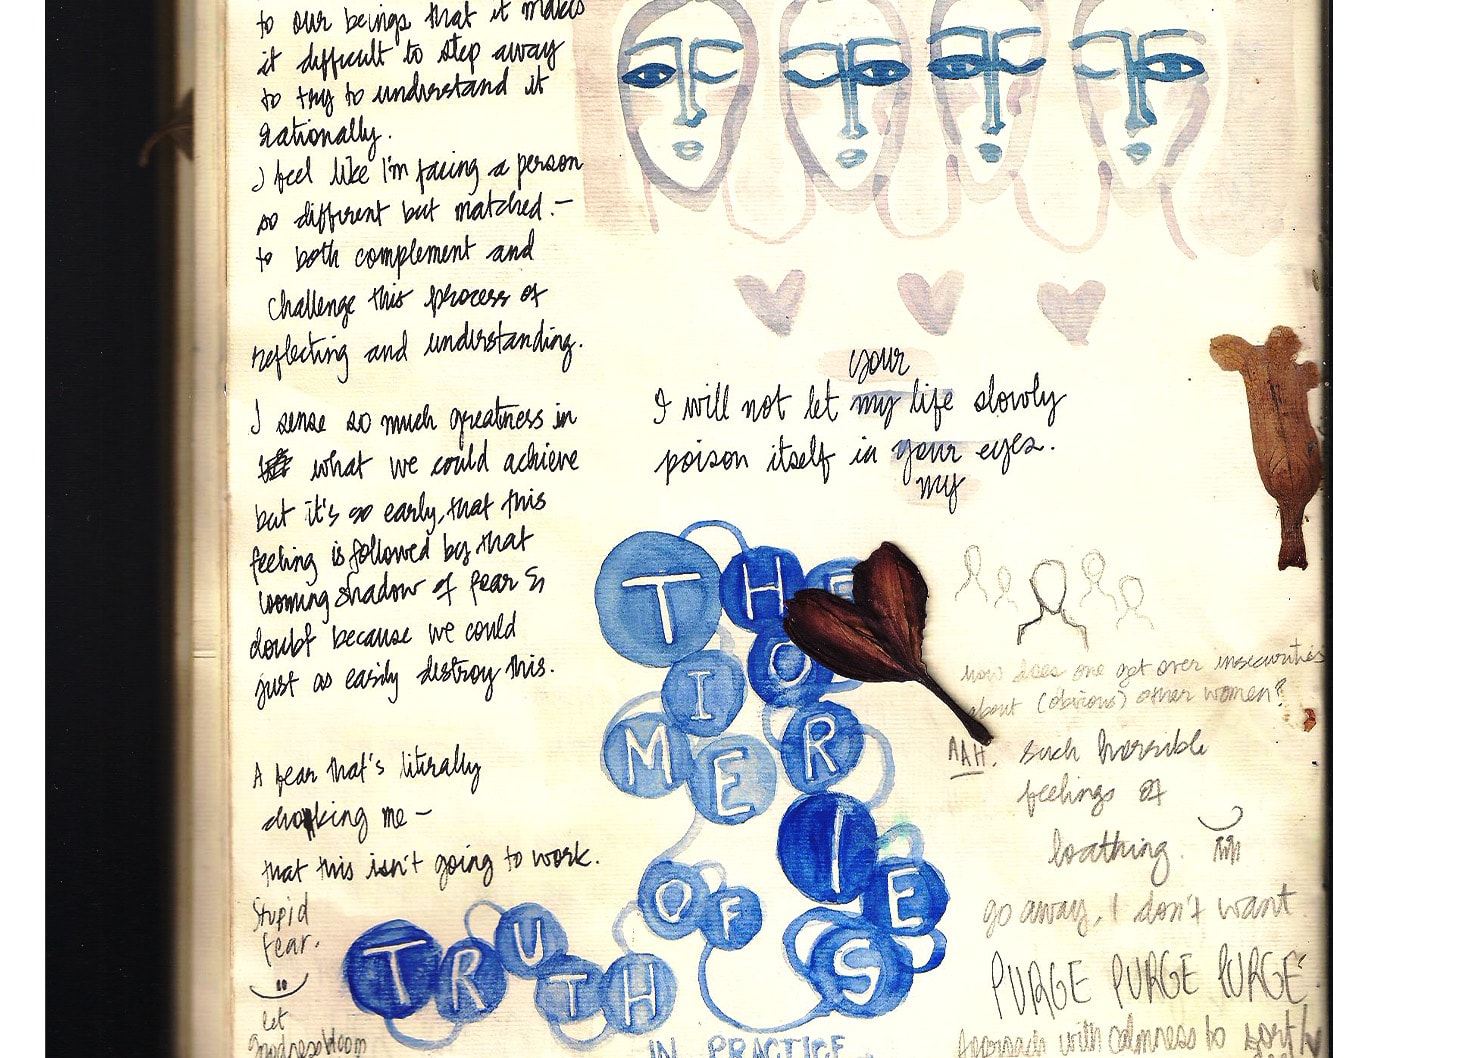 to our beings that it makes
it difficult to step away
to try to understand it
rationally.
I feel like I'm facing a person
so different but matched.-
to both complement and
challenge this process of
reflecting and understanding.
I sense so much greatness in
what we could achieve
but it's so early, that this
feeling is followed by that
looming shadow of fear &
doubt because we could
just as easily destroy this.
A fear that's literally
choking me -
that this isn't going to work.
Stupid
fear.
let
your
I will not let my life slowly
poison itself in your eyes.
my
THE
TIME
THEORIES
OF
TRUTH
IN PRACTICE
how does one get over insecurities
about (obvious) other women?
AAH. such horrible
feelings of
loathing.
go away, I don't want
PURGE PURGE PURGE
approach with calmness to